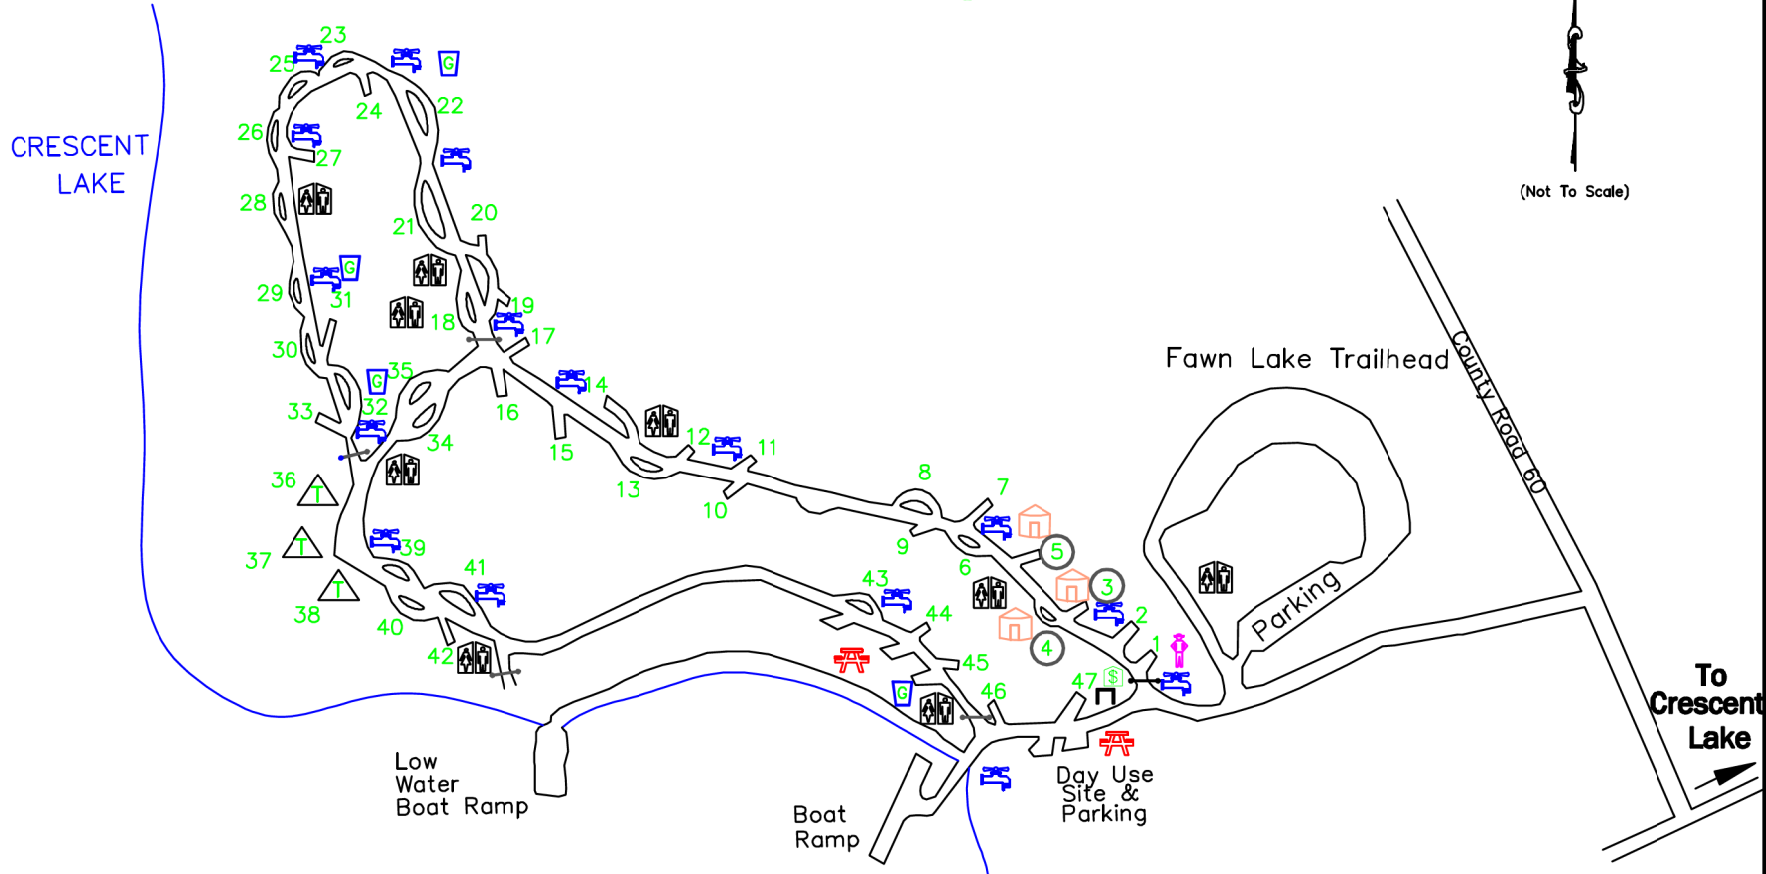 23
25
G
24
22
26
CRESCENT
LAKE
27
28
(Not To Scale)
20
21
G
29
31
19
18
17
30
35
G
14
Fawn Lake Trailhead
County Road 60
32
33
16
34
12
11
15
13
10
8
7
36
T
9
5
37
T
39
6
3
41
43
38
T
40
44
2
4
1
42
45
47
$
46
G
Parking
To
Crescent
Lake
Low
Water
Boat Ramp
Day Use
Site &
Parking
Boat
Ramp